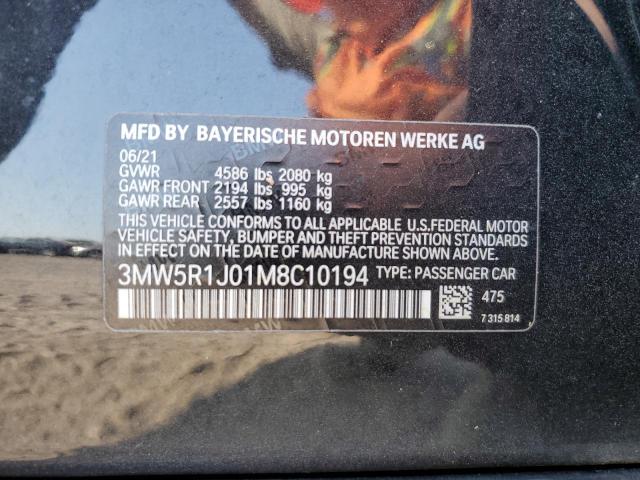 MFD BY BAYERISCHE MOTOREN WERKE AG
06/21
GVWR 4586 lbs 2080 kg
GAWR FRONT 2194 lbs 995 kg
GAWR REAR 2557 lbs 1160 kg
THIS VEHICLE CONFORMS TO ALL APPLICABLE U.S.FEDERAL MOTOR
VEHICLE SAFETY, BUMPER AND THEFT PREVENTION STANDARDS
IN EFFECT ON THE DATE OF MANUFACTURE SHOWN ABOVE.
3MW5R1J01M8C10194 TYPE: PASSENGER CAR
475
7 315 814